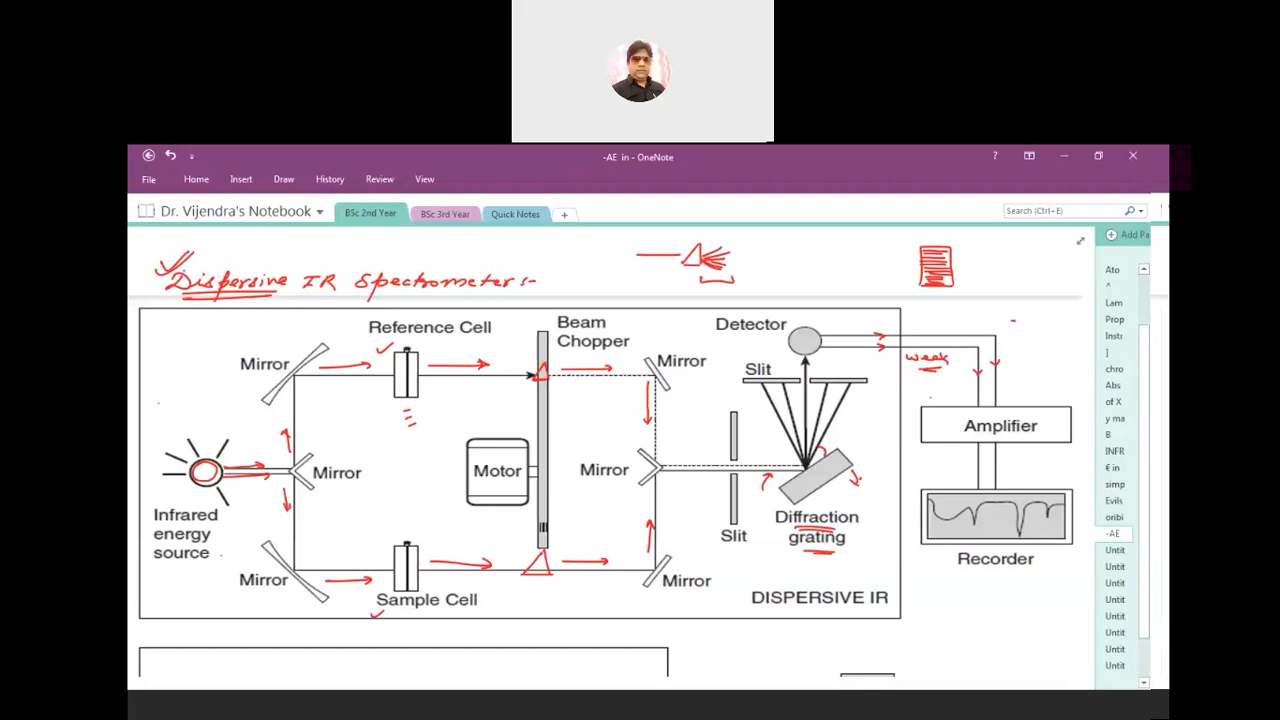 -AE in - OneNote
?
File Home Insert Draw History Review View
Dr. Vijendra's Notebook
BSc 2nd Year
BSc 3rd Year
Quick Notes
+
Search (Ctrl+E)
Add Pa
Dispersive IR Spectrometer :-
Reference Cell
Beam
Chopper
Detector
Mirror
Mirror
Slit
week
Amplifier
Mirror
Motor
Mirror
Infrared
energy
source
Diffraction
grating
Slit
Recorder
Mirror
Mirror
Sample Cell
DISPERSIVE IR
Ato
^
Lam
Prop
Instr
]
chro
Abs
of X
y ma
B
INFR
€ in
simp
Evils
oribi
-AE
Untit
Untit
Untit
Untit
Untit
Untit
Untit
Untit